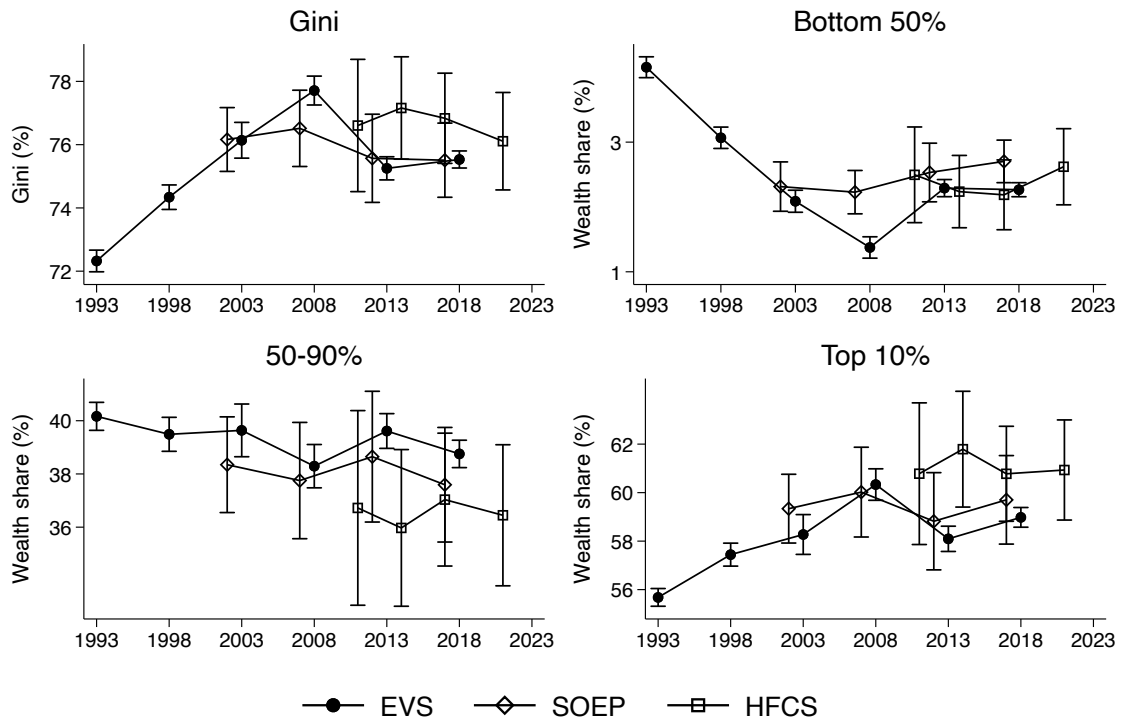 Gini
Gini (%)
78
76
74
72
1993 1998 2003 2008 2013 2018 2023
Bottom 50%
Wealth share (%)
3
1
1993 1998 2003 2008 2013 2018 2023
50-90%
Wealth share (%)
40
38
36
1993 1998 2003 2008 2013 2018 2023
Top 10%
Wealth share (%)
62
60
58
56
1993 1998 2003 2008 2013 2018 2023
EVS SOEP HFCS